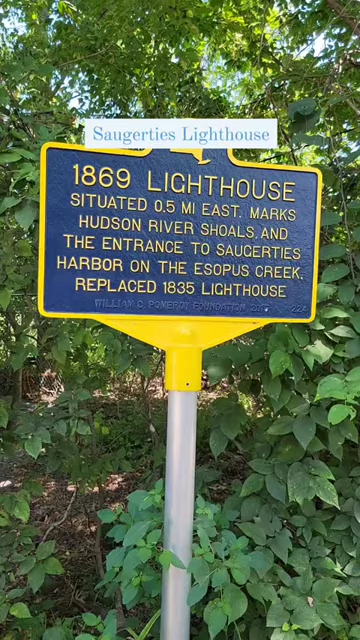 Saugerties Lighthouse
1869 LIGHTHOUSE
SITUATED 0.5 MI EAST. MARKS
HUDSON RIVER SHOALS, AND
THE ENTRANCE TO SAUGERTIES
HARBOR ON THE ESOPUS CREEK.
REPLACED 1835 LIGHTHOUSE
WILLIAM G. POMEROY FOUNDATION